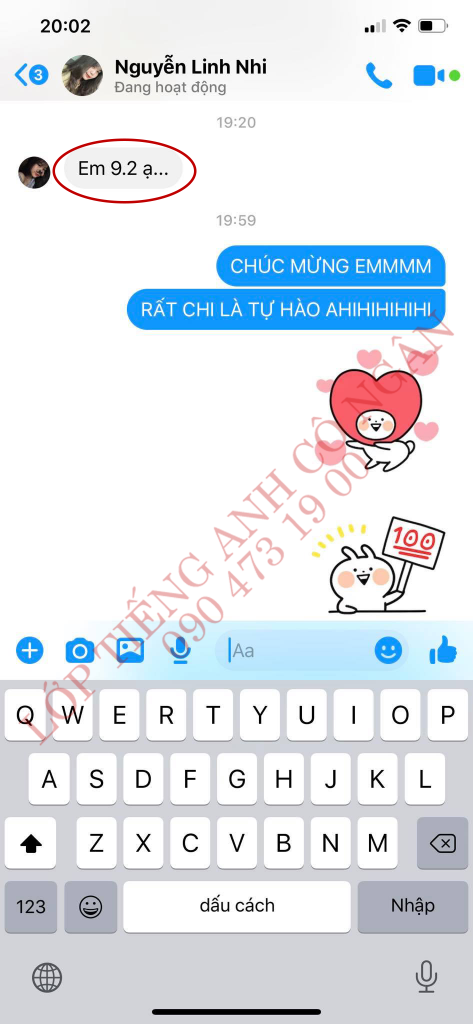 20:02
3
Nguyễn Linh Nhi
Đang hoạt động
19:20
Em 9.2 ạ...
19:59
CHÚC MỪNG EMMMM
RẤT CHI LÀ TỰ HÀO AHIHIHIHIHI
100
LỚP TIẾNG ANH CÔ NGÂN
090 473 19 00
Aa
Q W E R T Y U I O P
A S D F G H J K L
Z X C V B N M
123 dấu cách Nhập